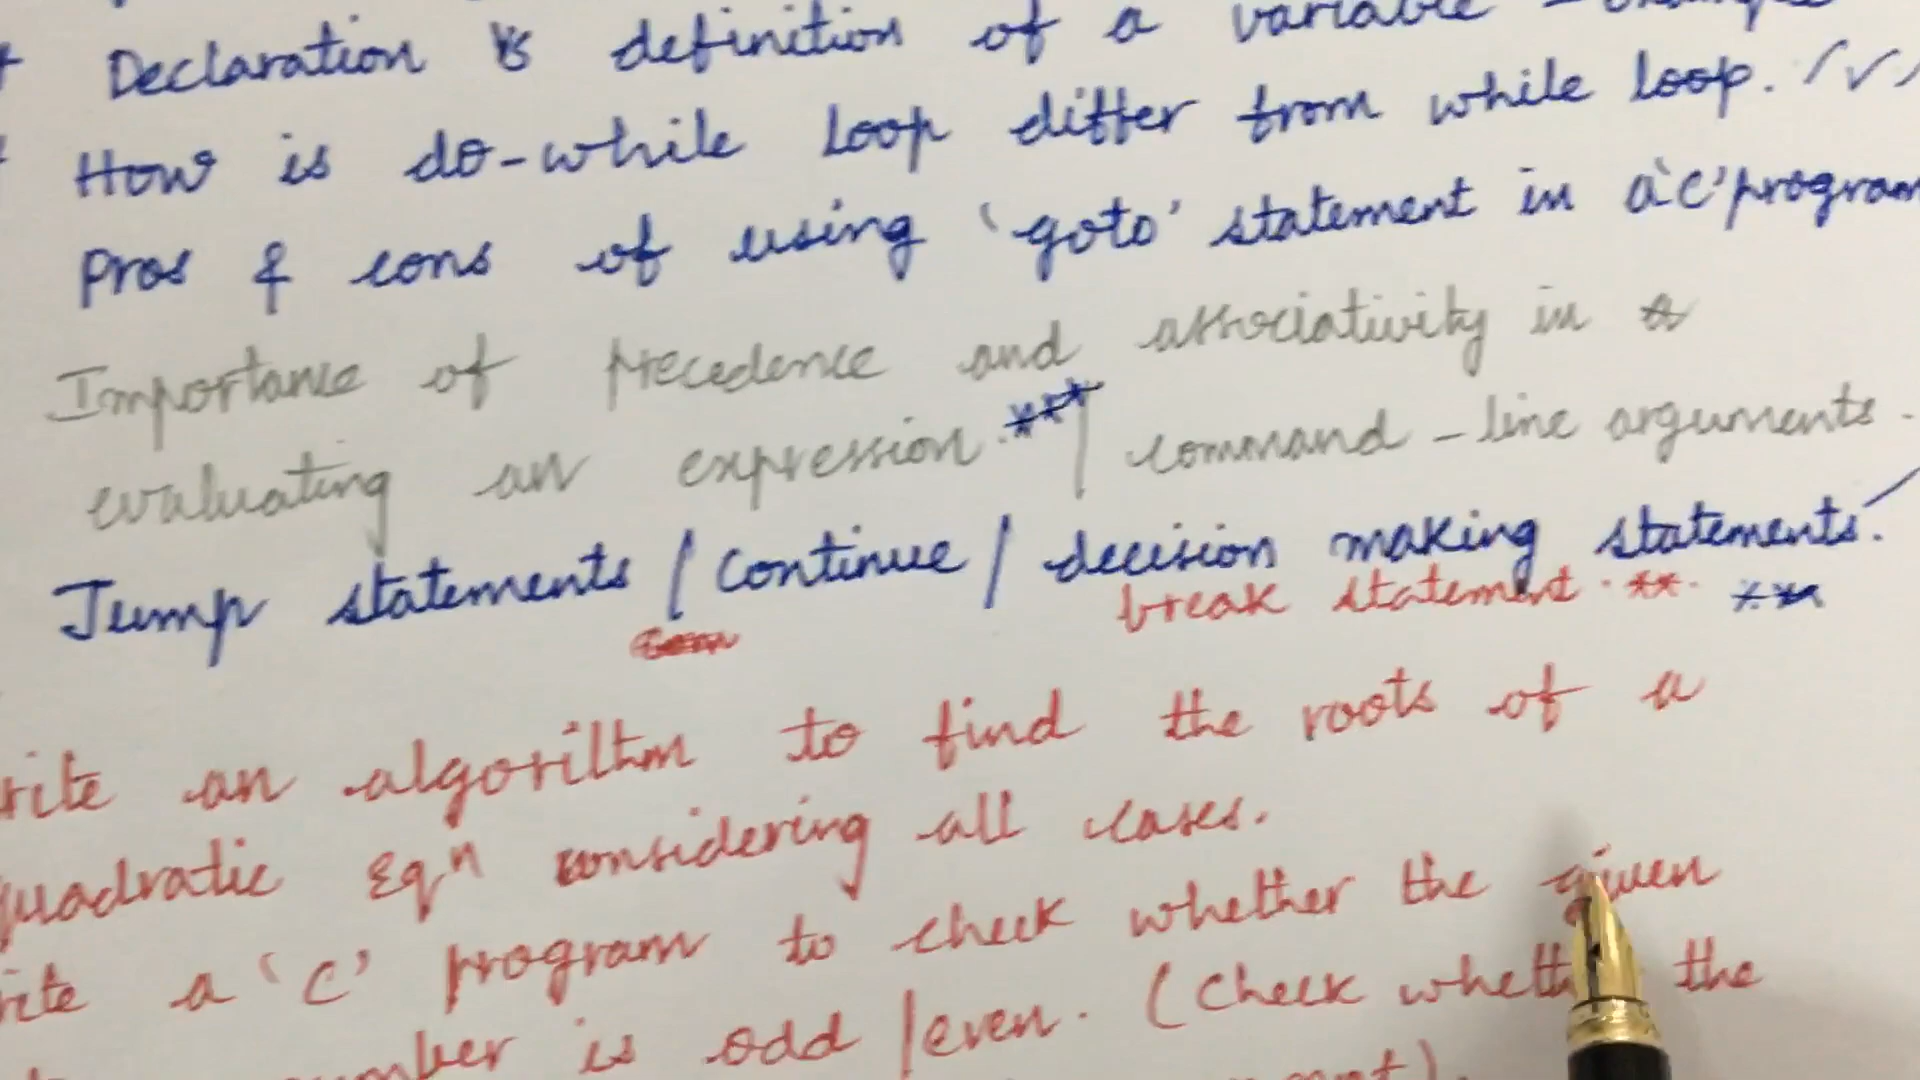 Declaration & definition of a variable - example
How is do-while loop differ from while loop.
Pros & cons of using 'goto' statement in a 'C' program
Importance of precedence and associativity in a
evaluating an expression.*** | command-line arguments.
Jump statements / Continue / decision making statements.
break statement. **. ***
rite an algorithm to find the roots of a
quadratic Eqn considering all cases.
rite a 'C' program to check whether the given
number is odd/even. (Check whether the